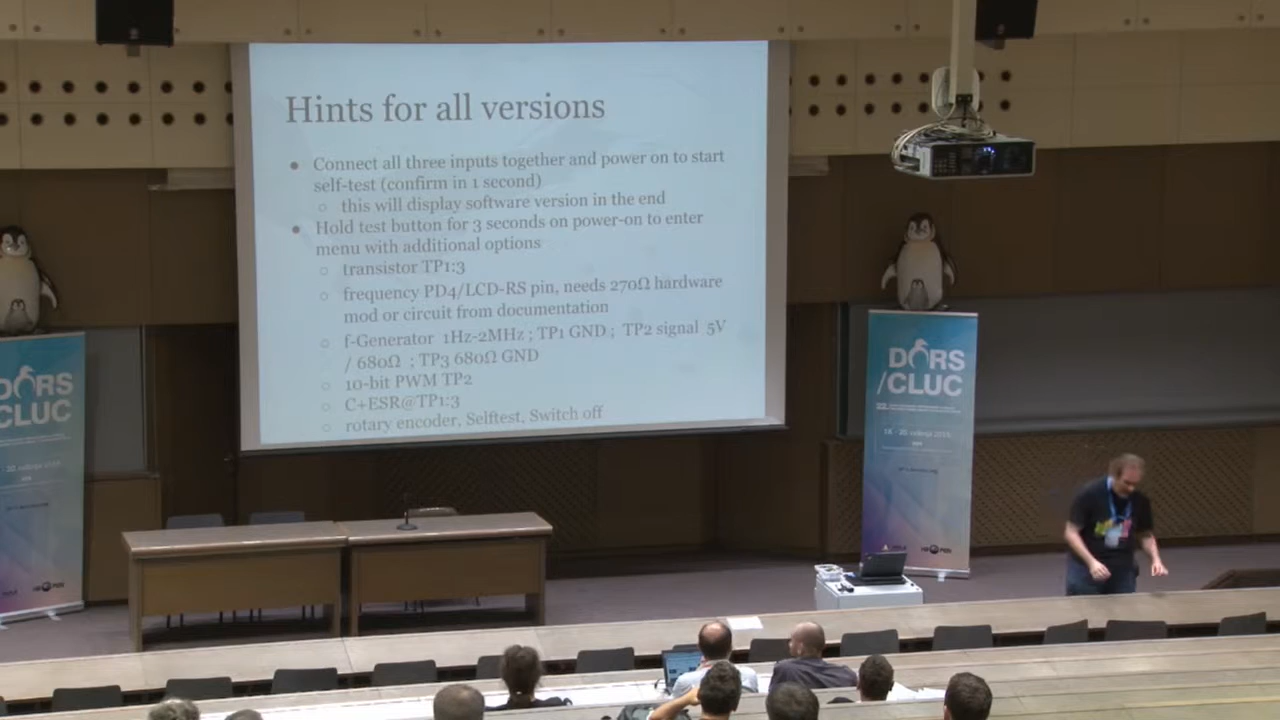 Hints for all versions
● Connect all three inputs together and power on to start
self-test (confirm in 1 second)
○ this will display software version in the end
● Hold test button for 3 seconds on power-on to enter
menu with additional options
○ transistor TP1:3
○ frequency PD4/LCD-RS pin, needs 270Ω hardware
mod or circuit from documentation
○ f-Generator 1Hz-2MHz ; TP1 GND ; TP2 signal 5V
/ 680Ω ; TP3 680Ω GND
○ 10-bit PWM TP2
○ C+ESR@TP1:3
○ rotary encoder, Selftest, Switch off
DORS
/CLUC
DORS
CLUC